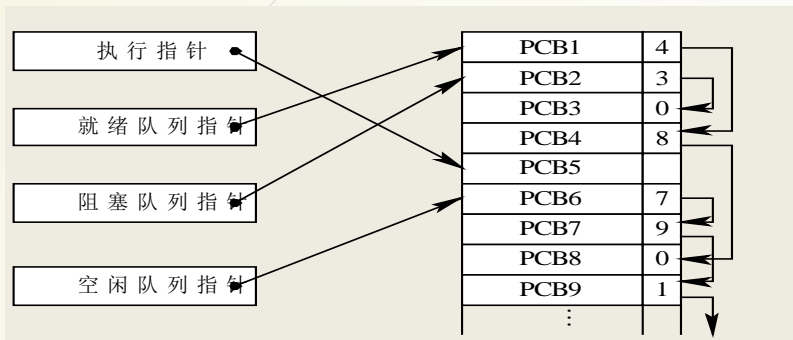 执行指针
就绪队列指针
阻塞队列指针
空闲队列指针
PCB1 4
PCB2 3
PCB3 0
PCB4 8
PCB5
PCB6 7
PCB7 9
PCB8 0
PCB9 1
⋮